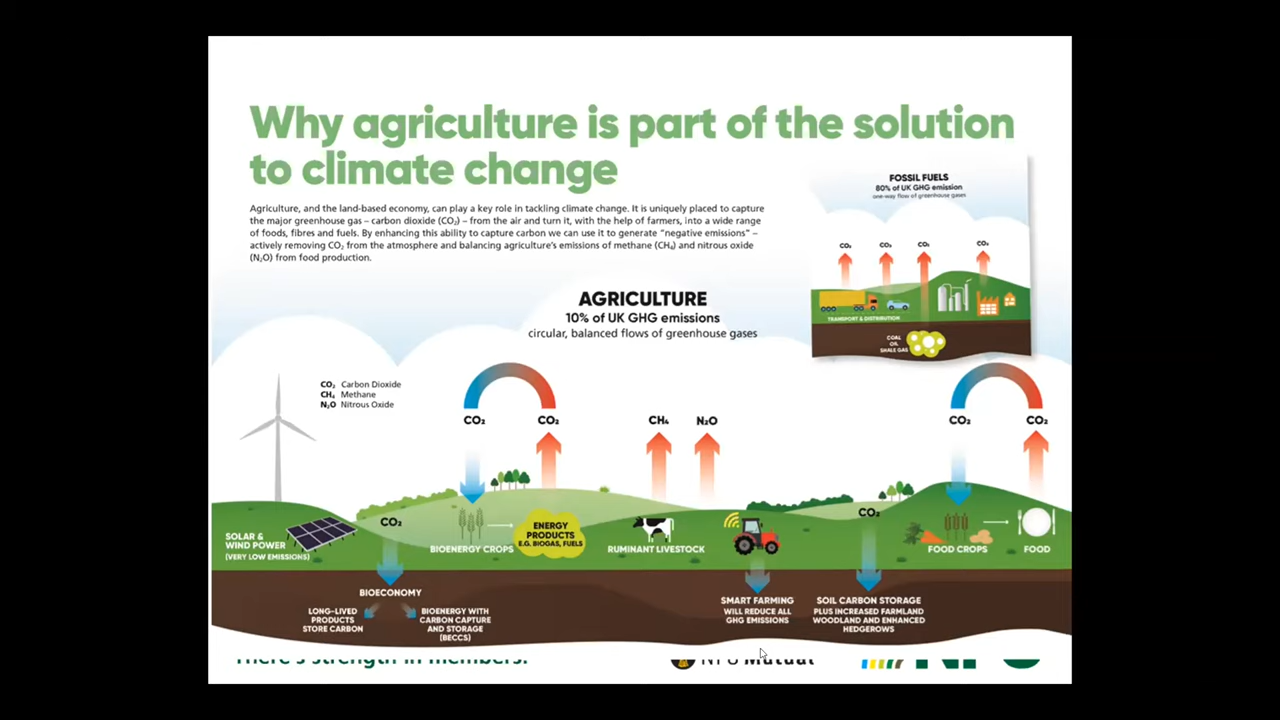 Why agriculture is part of the solution
to climate change
Agriculture, and the land-based economy, can play a key role in tackling climate change. It is uniquely placed to capture
the major greenhouse gas – carbon dioxide (CO₂) – from the air and turn it, with the help of farmers, into a wide range
of foods, fibres and fuels. By enhancing this ability to capture carbon we can use it to generate “negative emissions” –
actively removing CO₂ from the atmosphere and balancing agriculture's emissions of methane (CH₄) and nitrous oxide
(N₂O) from food production.
FOSSIL FUELS
80% of UK GHG emission
one-way flow of greenhouse gases
CO₂ CO₂ CO₂ CO₂
TRANSPORT & DISTRIBUTION
COAL
OIL
SHALE GAS
AGRICULTURE
10% of UK GHG emissions
circular, balanced flows of greenhouse gases
CO₂ Carbon Dioxide
CH₄ Methane
N₂O Nitrous Oxide
CO₂ CO₂ CH₄ N₂O CO₂ CO₂
CO₂
CO₂
SOLAR &
WIND POWER
(VERY LOW EMISSIONS)
BIOENERGY CROPS
ENERGY
PRODUCTS
E.G. BIOGAS, FUELS
RUMINANT LIVESTOCK
FOOD CROPS
FOOD
BIOECONOMY
LONG-LIVED
PRODUCTS
STORE CARBON
BIOENERGY WITH
CARBON CAPTURE
AND STORAGE
(BECCS)
SMART FARMING
WILL REDUCE ALL
GHG EMISSIONS
SOIL CARBON STORAGE
PLUS INCREASED FARMLAND
WOODLAND AND ENHANCED
HEDGEROWS
There's strength in members.
NFU Mutual
NFU